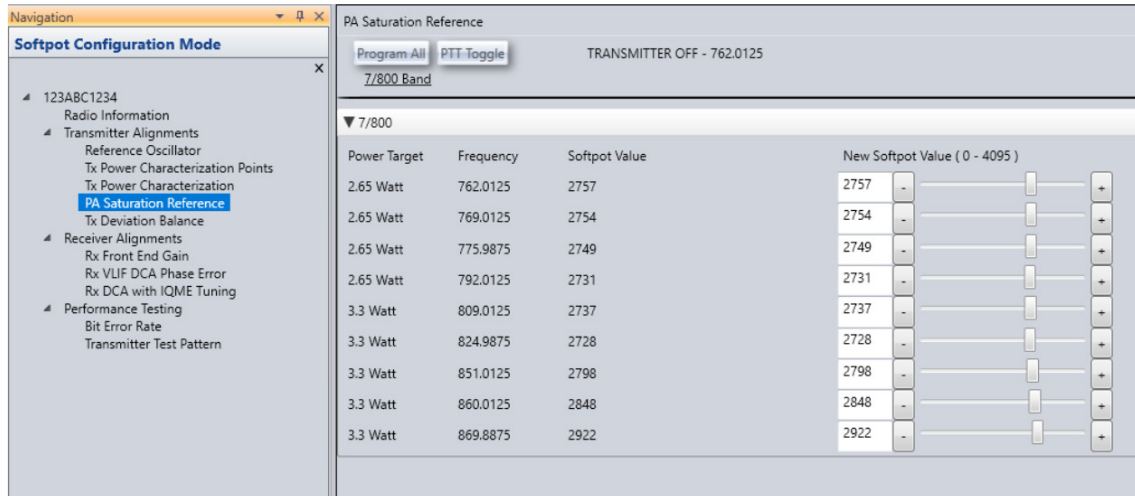 Navigation
Softpot Configuration Mode
x
123ABC1234
Radio Information
Transmitter Alignments
Reference Oscillator
Tx Power Characterization Points
Tx Power Characterization
PA Saturation Reference
Tx Deviation Balance
Receiver Alignments
Rx Front End Gain
Rx VLIF DCA Phase Error
Rx DCA with IQME Tuning
Performance Testing
Bit Error Rate
Transmitter Test Pattern
PA Saturation Reference
Program All PTT Toggle TRANSMITTER OFF - 762.0125
7/800 Band
▼ 7/800
Power Target Frequency Softpot Value New Softpot Value ( 0 - 4095 )
2.65 Watt 762.0125 2757 2757 - +
2.65 Watt 769.0125 2754 2754 - +
2.65 Watt 775.9875 2749 2749 - +
2.65 Watt 792.0125 2731 2731 - +
3.3 Watt 809.0125 2737 2737 - +
3.3 Watt 824.9875 2728 2728 - +
3.3 Watt 851.0125 2798 2798 - +
3.3 Watt 860.0125 2848 2848 - +
3.3 Watt 869.8875 2922 2922 - +